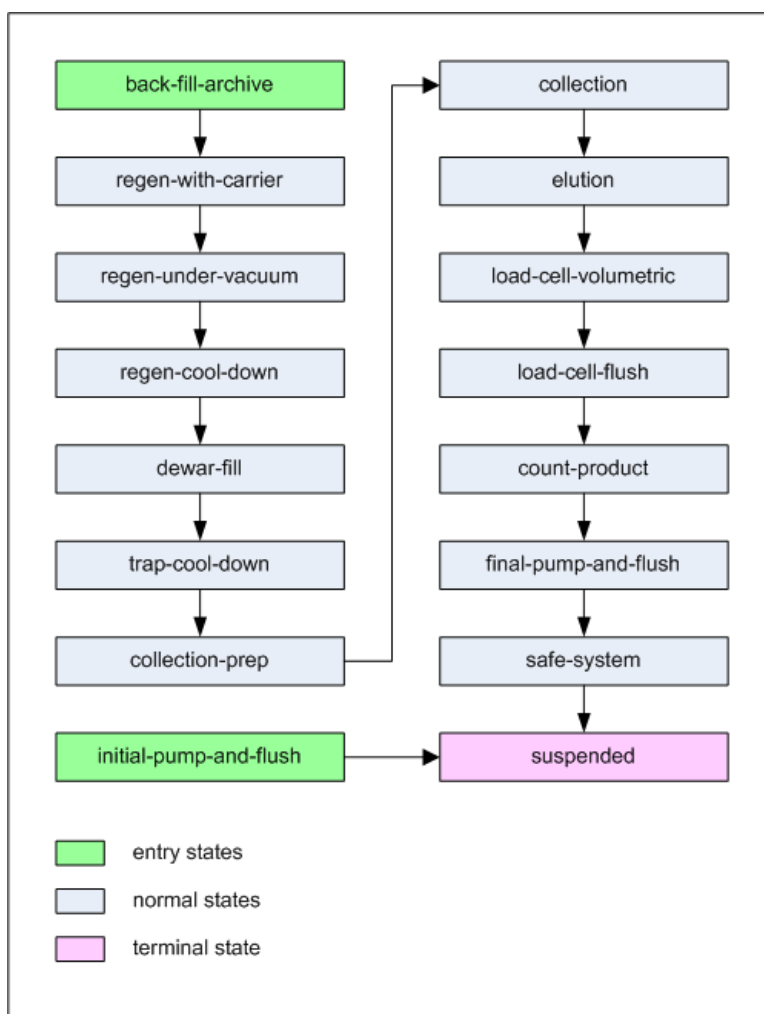 back-fill-archive
regen-with-carrier
regen-under-vacuum
regen-cool-down
dewar-fill
trap-cool-down
collection-prep
collection
elution
load-cell-volumetric
load-cell-flush
count-product
final-pump-and-flush
safe-system
initial-pump-and-flush
suspended
entry states
normal states
terminal state